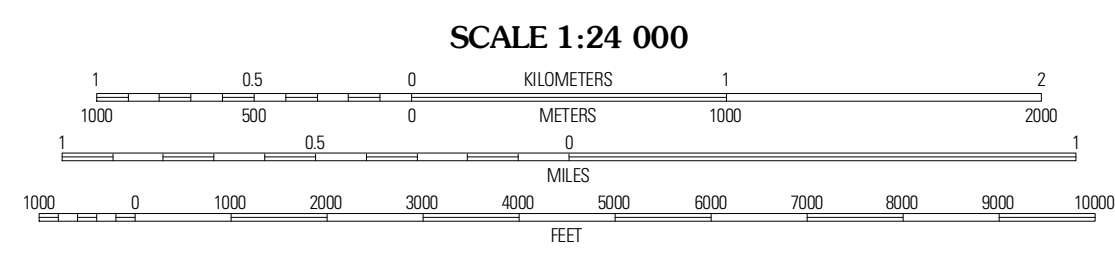 SCALE 1:24 000
1 0.5 0 KILOMETERS 1 2
1000 500 0 METERS 1000 2000
1 0.5 0 1
MILES
1000 0 1000 2000 3000 4000 5000 6000 7000 8000 9000 10000
FEET